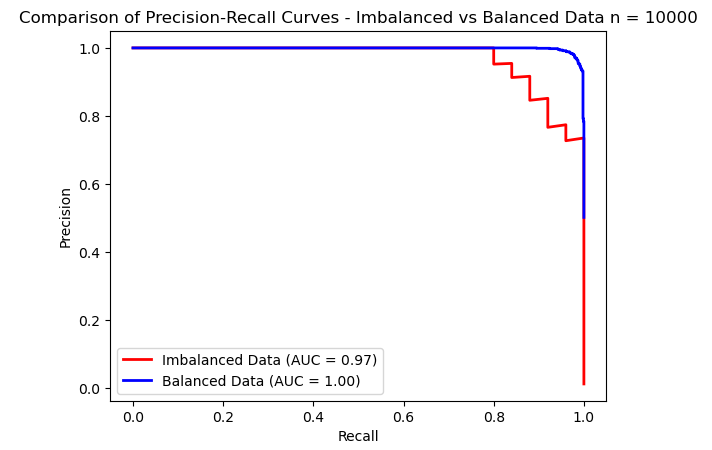 Comparison of Precision-Recall Curves - Imbalanced vs Balanced Data n = 10000
1.0
0.8
0.6
0.4
0.2
0.0
Precision
Imbalanced Data (AUC = 0.97)
Balanced Data (AUC = 1.00)
0.0 0.2 0.4 0.6 0.8 1.0
Recall